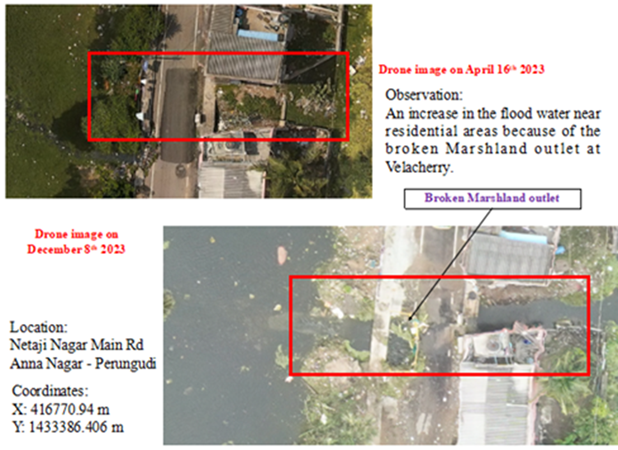 Drone image on April 16th 2023
Observation:
An increase in the flood water near
residential areas because of the
broken Marshland outlet at
Velacherry.
Broken Marshland outlet
Drone image on
December 8th 2023
Location:
Netaji Nagar Main Rd
Anna Nagar - Perungudi
Coordinates:
X: 416770.94 m
Y: 1433386.406 m